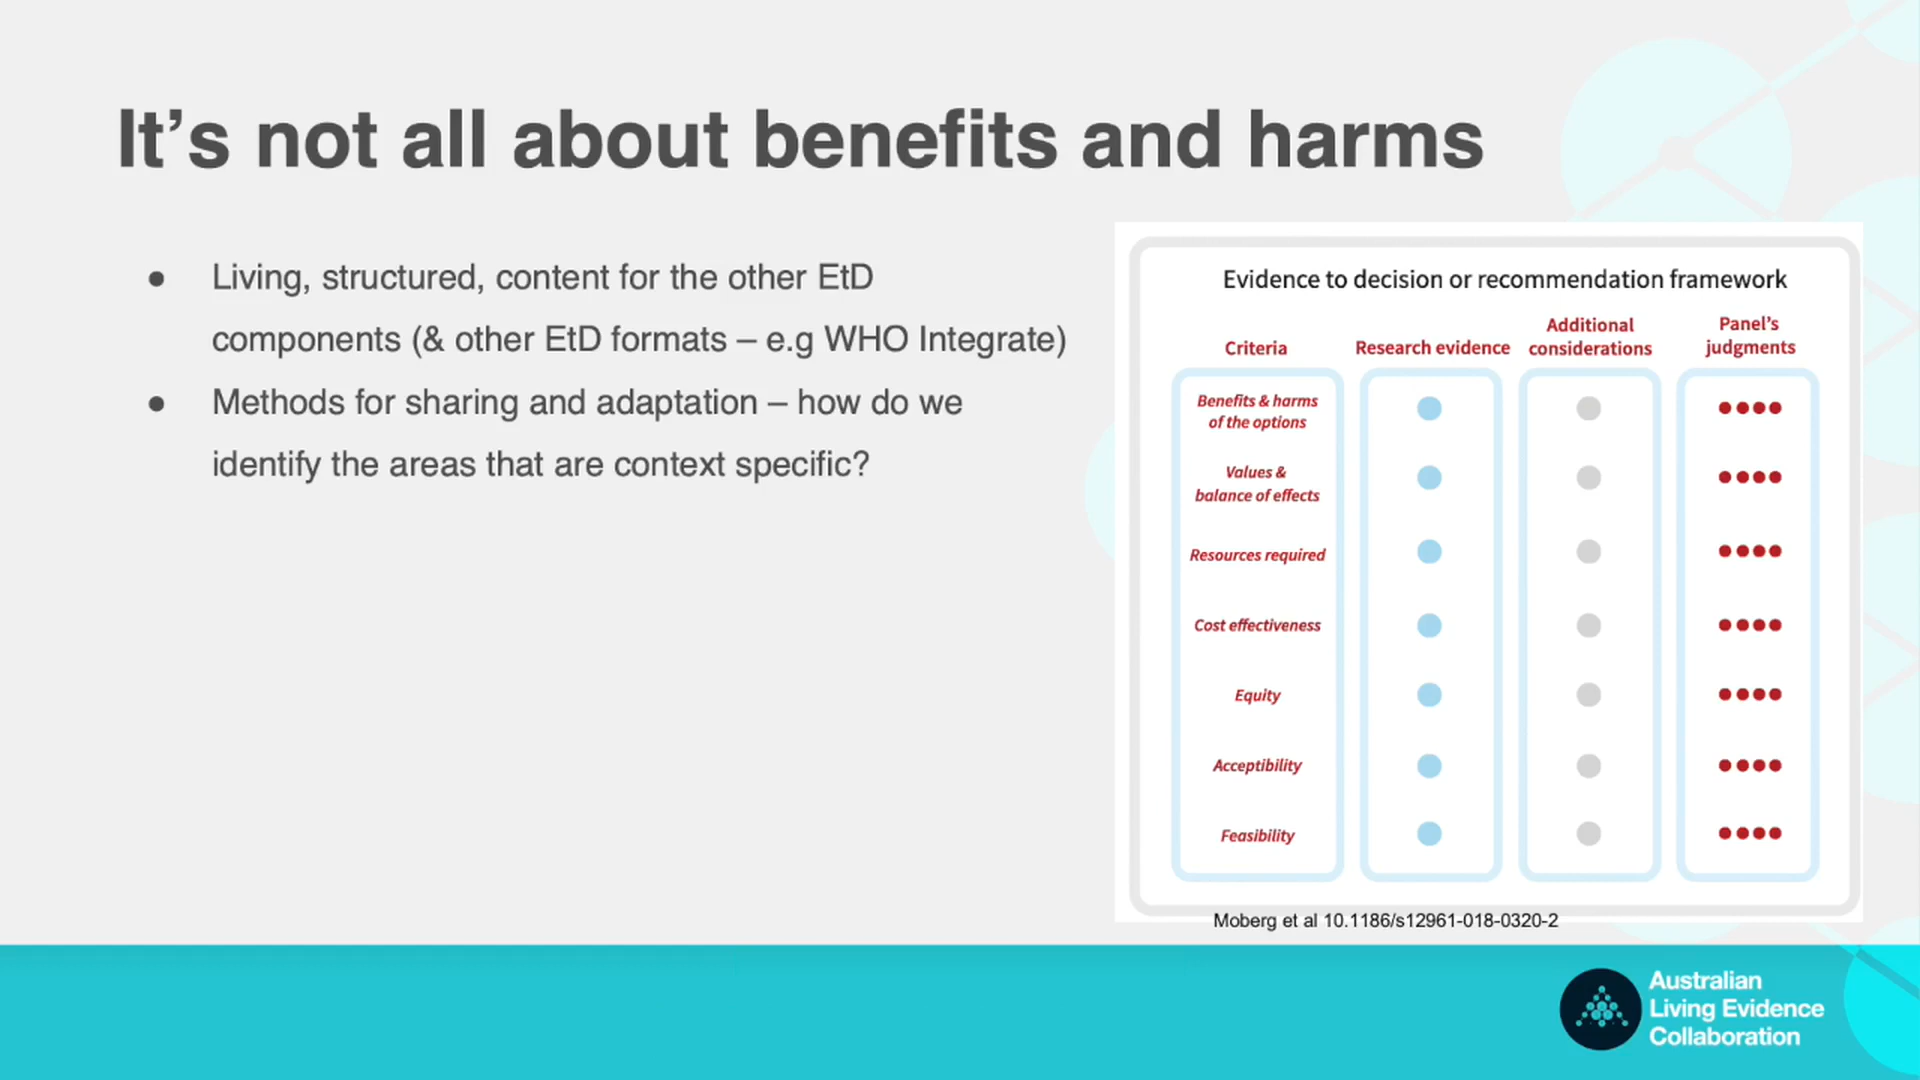 It’s not all about benefits and harms
● Living, structured, content for the other EtD
components (& other EtD formats – e.g WHO Integrate)
● Methods for sharing and adaptation – how do we
identify the areas that are context specific?
Evidence to decision or recommendation framework
Criteria
Research evidence
Additional
considerations
Panel’s
judgments
Benefits & harms
of the options
Values &
balance of effects
Resources required
Cost effectiveness
Equity
Acceptibility
Feasibility
Moberg et al 10.1186/s12961-018-0320-2
Australian
Living Evidence
Collaboration